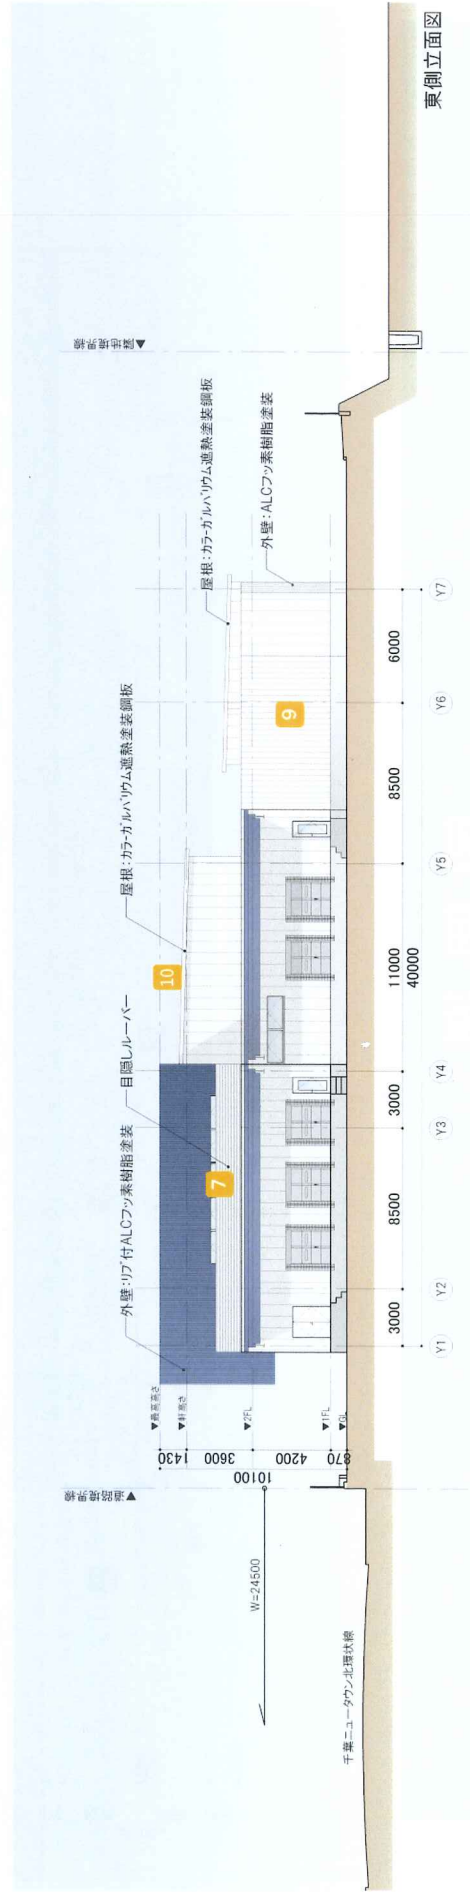 東側立面図
▼隣地境界線
屋根：カラーガルバリウム遮熱塗装鋼板
外壁：ALCフッ素樹脂塗装
屋根：カラーガルバリウム遮熱塗装鋼板
目隠しルーバー
外壁：リブ付ALCフッ素樹脂塗装
10
9
7
▼最高高さ
▼軒高さ
▼2FL
▼1FL
▼GL
1430
3600
4200
870
10100
▼道路境界線
W=24500
千葉ニュータウン北環状線
3000
8500
3000
11000
8500
6000
40000
Y1
Y2
Y3
Y4
Y5
Y6
Y7